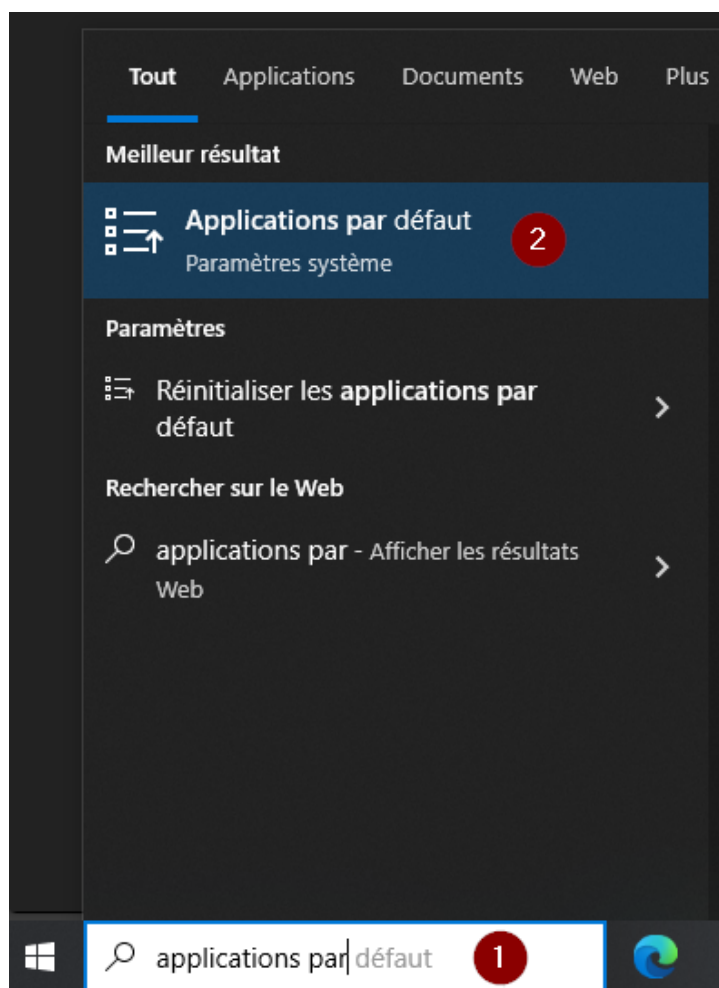 Tout Applications Documents Web Plus
Meilleur résultat
Applications par défaut
2
Paramètres système
Paramètres
Réinitialiser les applications par
défaut
Rechercher sur le Web
applications par - Afficher les résultats
Web
applications par défaut
1